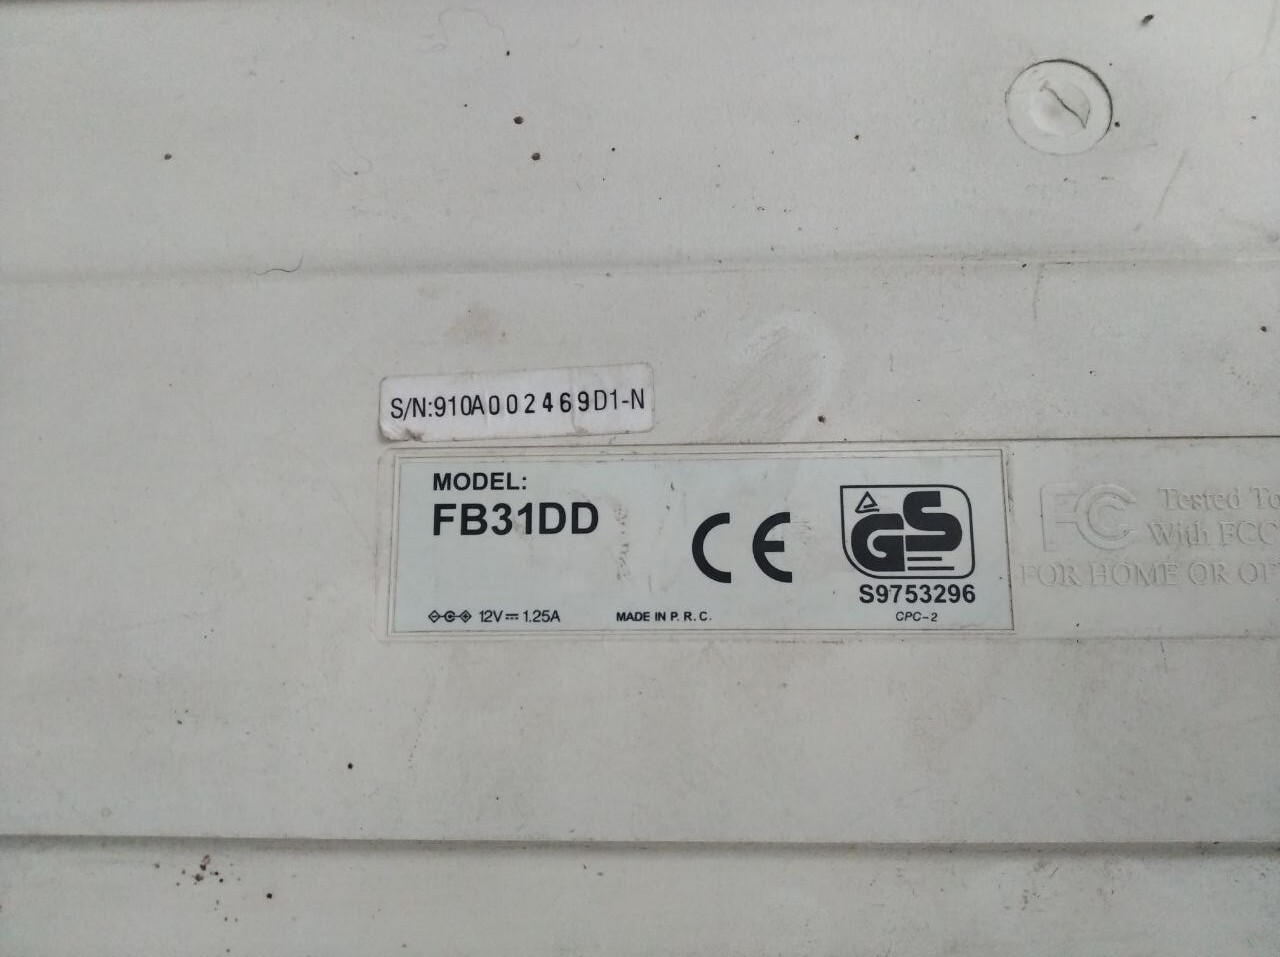 S/N:910A002469D1-N
MODEL:
FB31DD
CE
GS
S9753296
12V⎓1.25A
MADE IN P. R. C.
CPC-2
FC Tested To
With FCC
FOR HOME OR